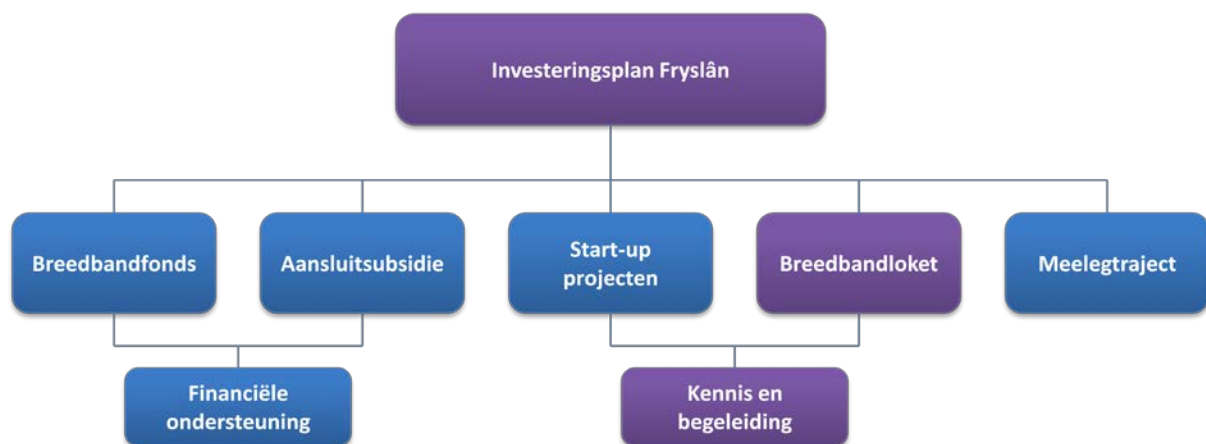 Investeringsplan Fryslân
Breedbandfonds
Aansluitsubsidie
Start-up
projecten
Breedbandloket
Meelegtraject
Financiële
ondersteuning
Kennis en
begeleiding